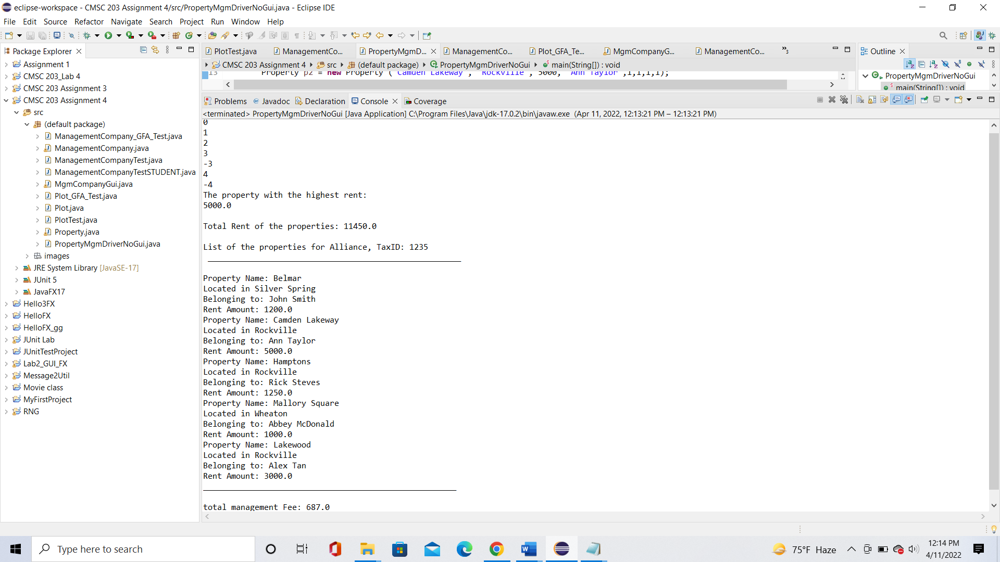 eclipse-workspace - CMSC 203 Assignment 4/src/PropertyMgmDriverNoGui.java - Eclipse IDE
File Edit Source Refactor Navigate Search Project Run Window Help
Package Explorer
Assignment 1
CMSC 203_Lab 4
CMSC 203 Assignment 3
CMSC 203 Assignment 4
src
(default package)
ManagementCompany_GFA_Test.java
ManagementCompany.java
ManagementCompanyTest.java
ManagementCompanyTestSTUDENT.java
MgmCompanyGui.java
Plot_GFA_Test.java
Plot.java
PlotTest.java
Property.java
PropertyMgmDriverNoGui.java
images
JRE System Library [JavaSE-17]
JUnit 5
JavaFX17
Hello3FX
HelloFX
HelloFX_gg
JUnit Lab
JUnitTestProject
Lab2_GUI_FX
Message2Util
Movie class
MyFirstProject
RNG
PlotTest.java ManagementCo... PropertyMgmD... ManagementCo... Plot_GFA_Te... MgmCompanyG... ManagementCo... »3
CMSC 203 Assignment 4 src (default package) PropertyMgmDriverNoGui main(String[]) : void
13 Property p2 = new Property ("Camden Lakeway", "Rockville", 5000, "Ann Taylor",1,1,1,1);
Outline
PropertyMgmDriverNoGui
main(String[]) : void
Problems @ Javadoc Declaration Console Coverage
<terminated> PropertyMgmDriverNoGui [Java Application] C:\Program Files\Java\jdk-17.0.2\bin\javaw.exe (Apr 11, 2022, 12:13:21 PM – 12:13:21 PM)
0
1
2
3
-3
4
-4
The property with the highest rent:
5000.0
Total Rent of the properties: 11450.0
List of the properties for Alliance, TaxID: 1235
______________________________________________________
Property Name: Belmar
Located in Silver Spring
Belonging to: John Smith
Rent Amount: 1200.0
Property Name: Camden Lakeway
Located in Rockville
Belonging to: Ann Taylor
Rent Amount: 5000.0
Property Name: Hamptons
Located in Rockville
Belonging to: Rick Steves
Rent Amount: 1250.0
Property Name: Mallory Square
Located in Wheaton
Belonging to: Abbey McDonald
Rent Amount: 1000.0
Property Name: Lakewood
Located in Rockville
Belonging to: Alex Tan
Rent Amount: 3000.0
______________________________________________________
total management Fee: 687.0
Type here to search
75°F Haze
12:14 PM
4/11/2022